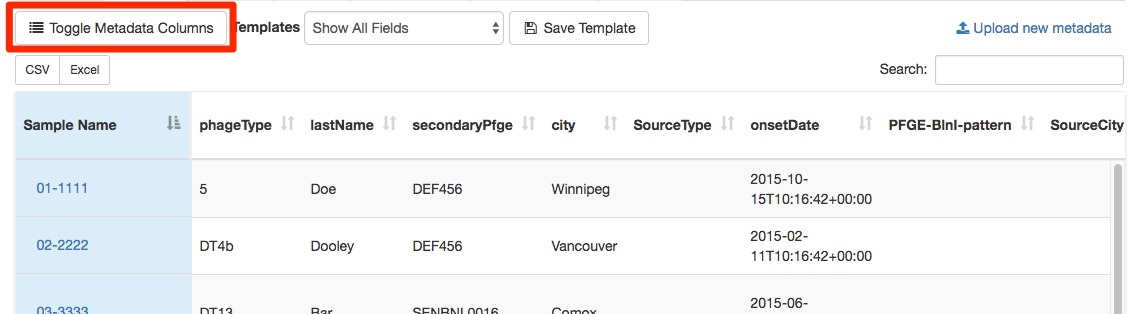 Toggle Metadata Columns Templates Show All Fields Save Template Upload new metadata
CSV Excel Search:
Sample Name phageType lastName secondaryPfge city SourceType onsetDate PFGE-BlnI-pattern SourceCity
2015-10-
01-1111 5 Doe DEF456 Winnipeg
15T10:16:42+00:00
2015-02-
02-2222 DT4b Dooley DEF456 Vancouver
11T10:16:42+00:00
2015-06-
03-3333 DT13 Bar SENBNL0016 Comox